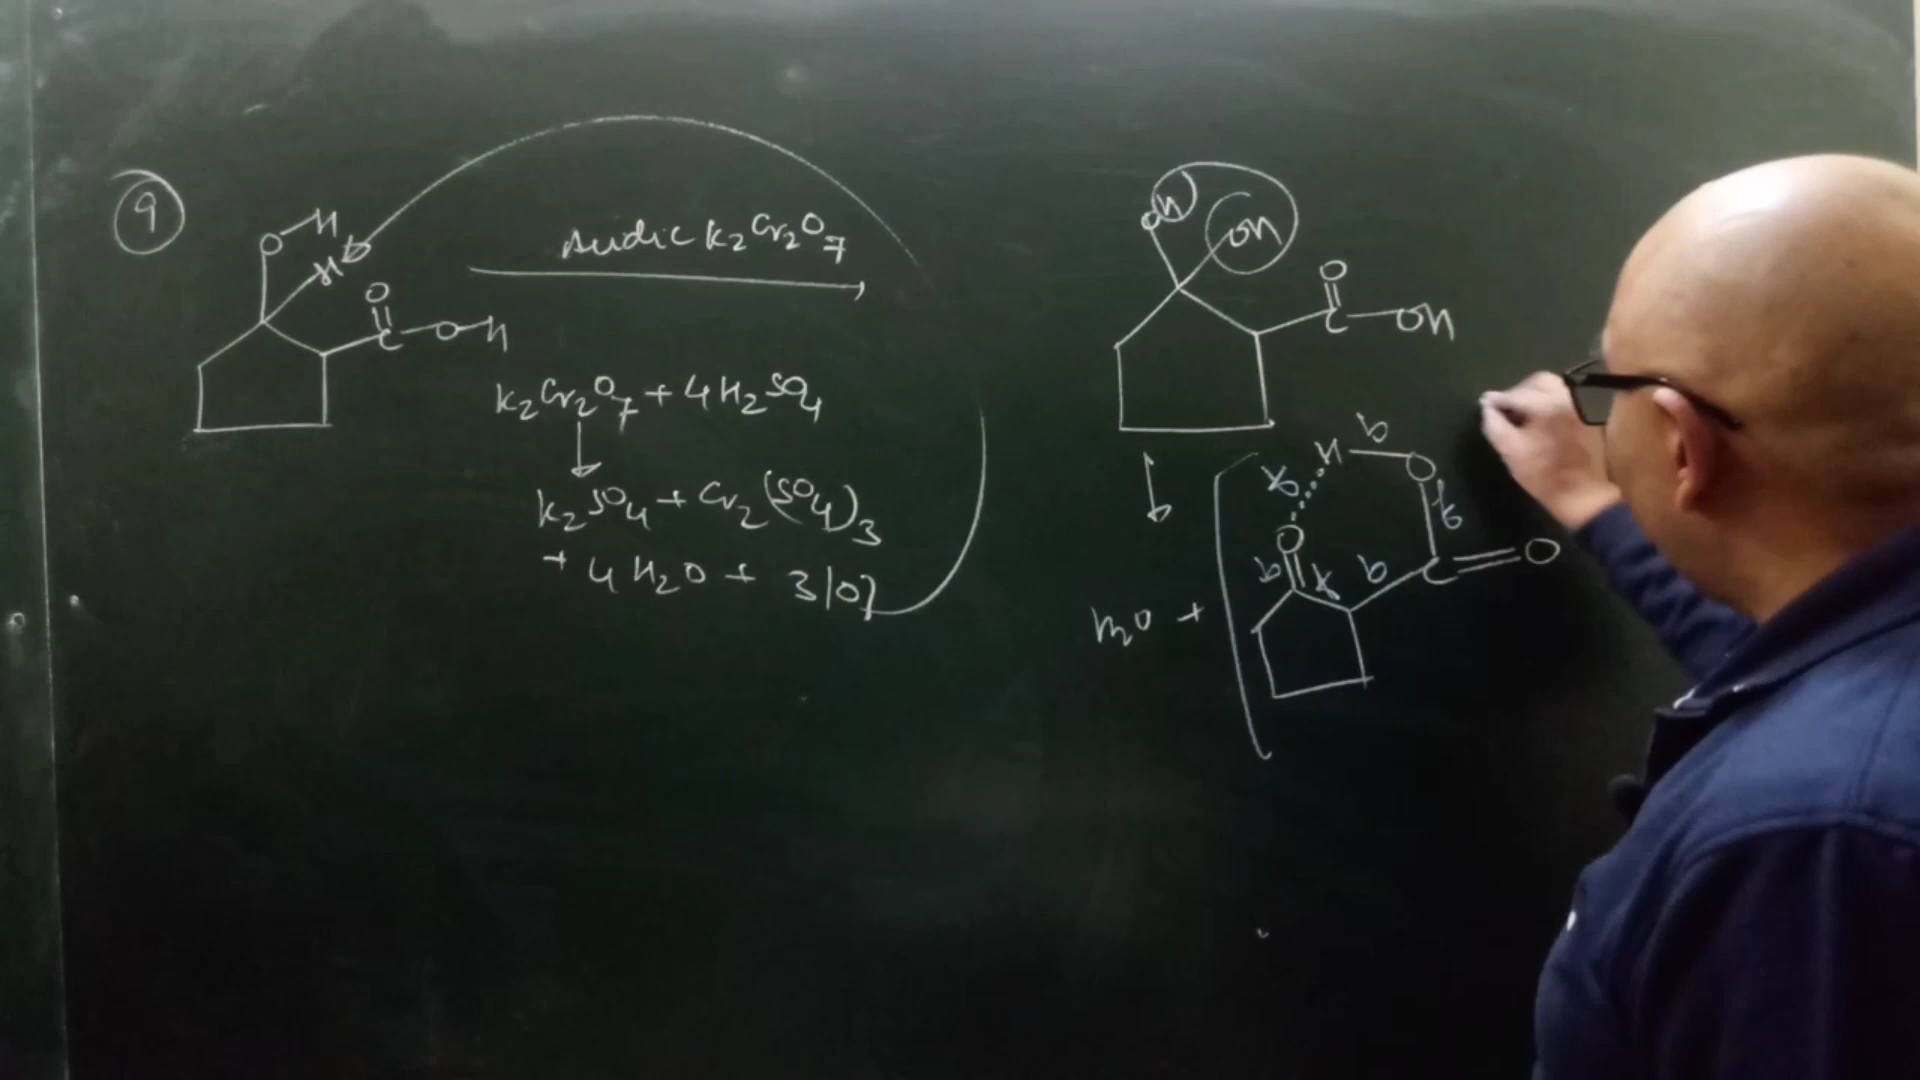 9
O-H
H
O
||
C-O-H
Acidic K2Cr2O7
K2Cr2O7 + 4H2SO4
↓
K2SO4 + Cr2(SO4)3
+ 4H2O + 3[O]
OH
OH
O
||
C-OH
↓
H b O
b
O b
b b b C=O
H2O +